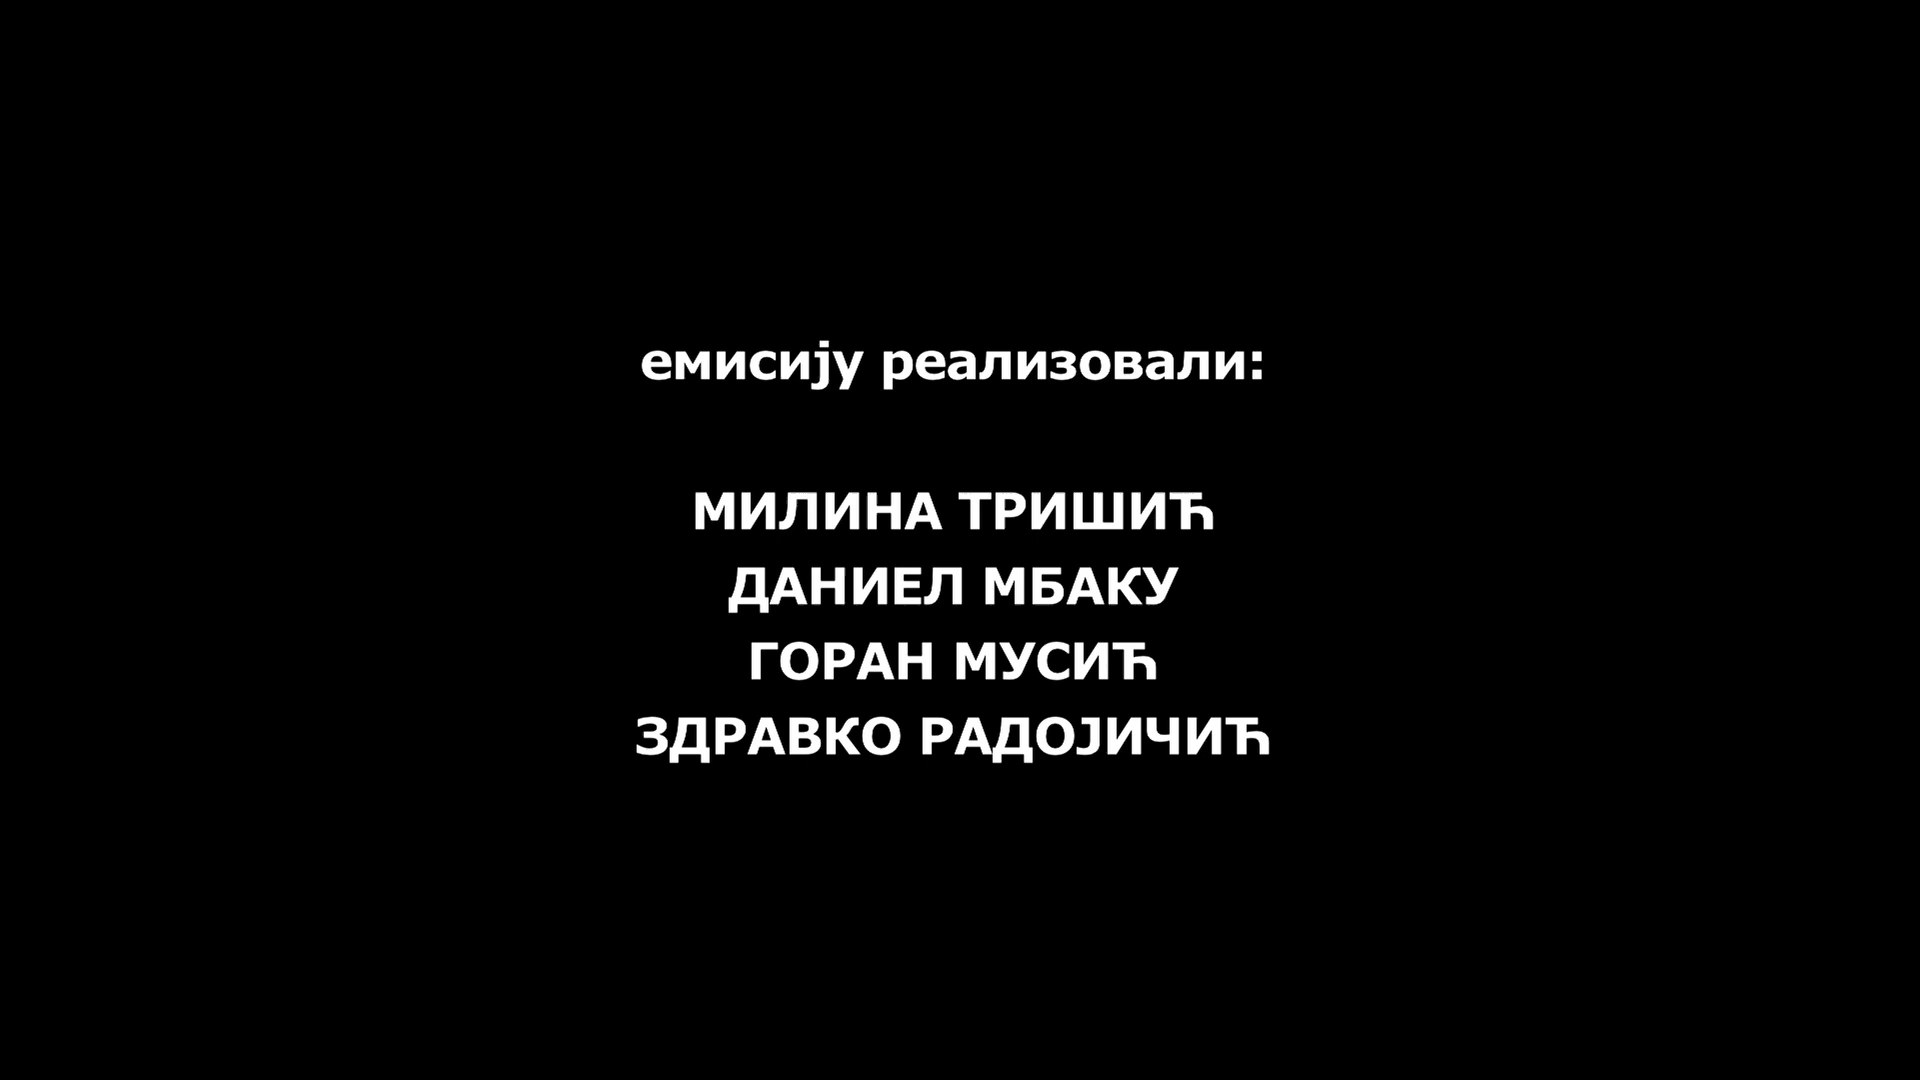 емисију реализовали:
МИЛИНА ТРИШИЋ
ДАНИЕЛ МБАКУ
ГОРАН МУСИЋ
ЗДРАВКО РАДОЈИЧИЋ